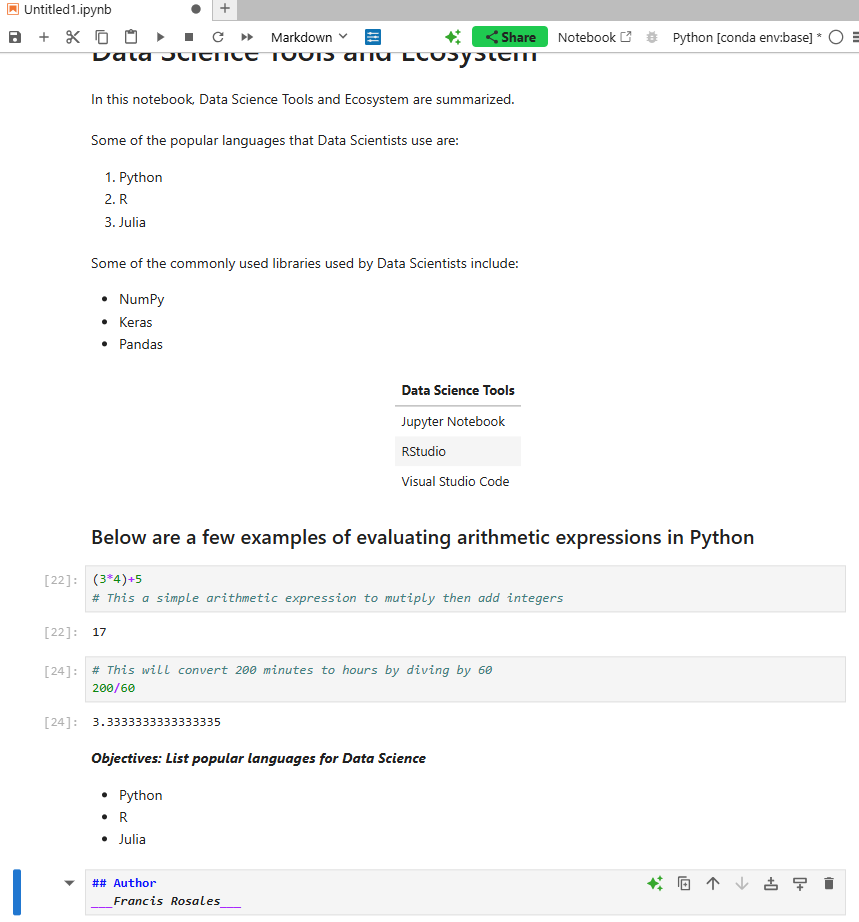 Untitled1.ipynb
Markdown Share Notebook Python [conda env:base] *
Data Science Tools and Ecosystem
In this notebook, Data Science Tools and Ecosystem are summarized.
Some of the popular languages that Data Scientists use are:
1. Python
2. R
3. Julia
Some of the commonly used libraries used by Data Scientists include:
• NumPy
• Keras
• Pandas
Data Science Tools
Jupyter Notebook
RStudio
Visual Studio Code
Below are a few examples of evaluating arithmetic expressions in Python
[22]: (3*4)+5
# This a simple arithmetic expression to mutiply then add integers
[22]: 17
[24]: # This will convert 200 minutes to hours by diving by 60
200/60
[24]: 3.3333333333333335
Objectives: List popular languages for Data Science
• Python
• R
• Julia
## Author
___Francis Rosales___